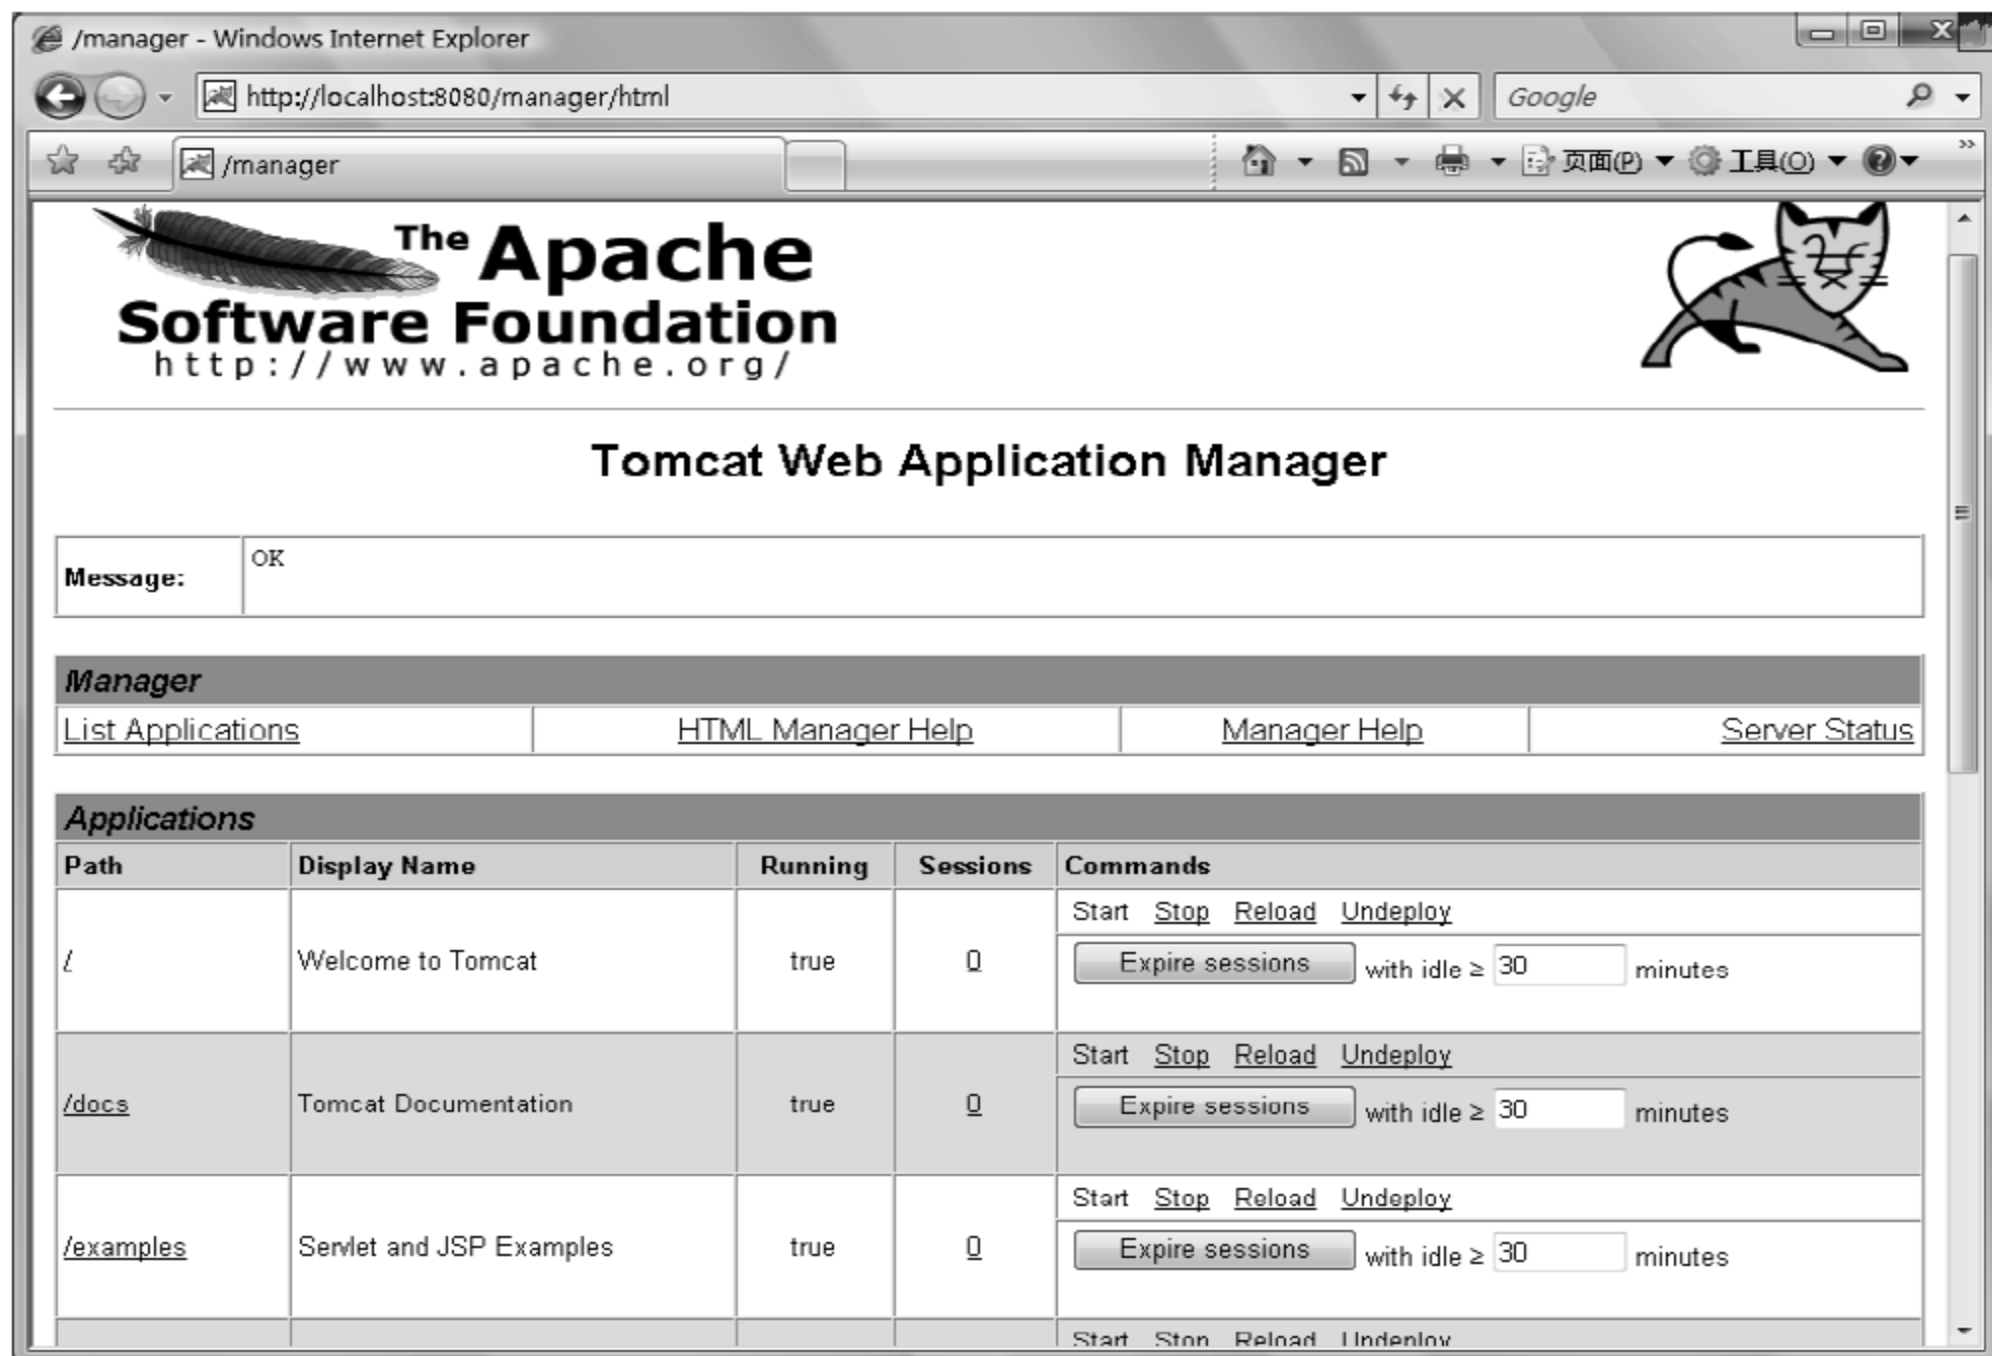 /manager - Windows Internet Explorer
http://localhost:8080/manager/html
Google
/manager
页面(P) 工具(O)
The Apache
Software Foundation
http://www.apache.org/
Tomcat Web Application Manager
Message: OK
Manager
List Applications HTML Manager Help Manager Help Server Status
Applications
Path Display Name Running Sessions Commands
Start Stop Reload Undeploy
/ Welcome to Tomcat true 0 Expire sessions with idle ≥ 30 minutes
Start Stop Reload Undeploy
/docs Tomcat Documentation true 0 Expire sessions with idle ≥ 30 minutes
Start Stop Reload Undeploy
/examples Servlet and JSP Examples true 0 Expire sessions with idle ≥ 30 minutes
Start Stop Reload Undeploy